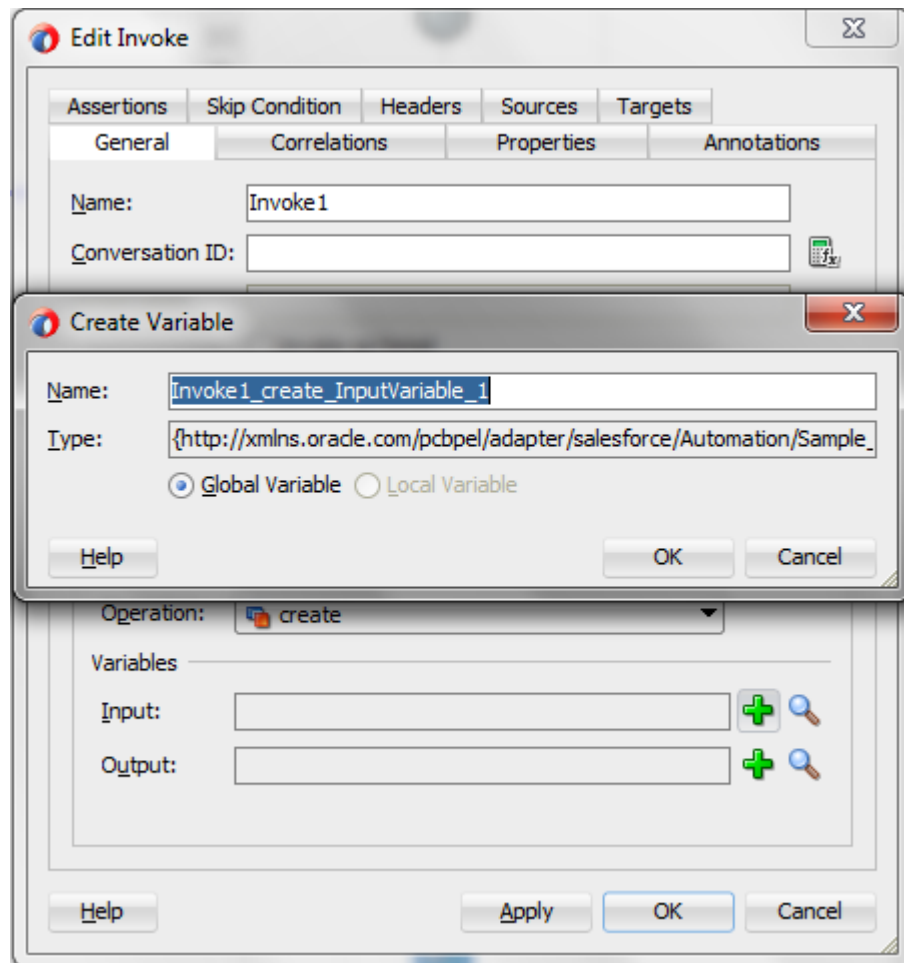 Edit Invoke
Assertions Skip Condition Headers Sources Targets
General Correlations Properties Annotations
Name: Invoke1
Conversation ID:
Create Variable
Name: Invoke1_create_InputVariable_1
Type: {http://xmlns.oracle.com/pcbpel/adapter/salesforce/Automation/Sample_
Global Variable Local Variable
Help OK Cancel
Operation: create
Variables
Input:
Output:
Help Apply OK Cancel